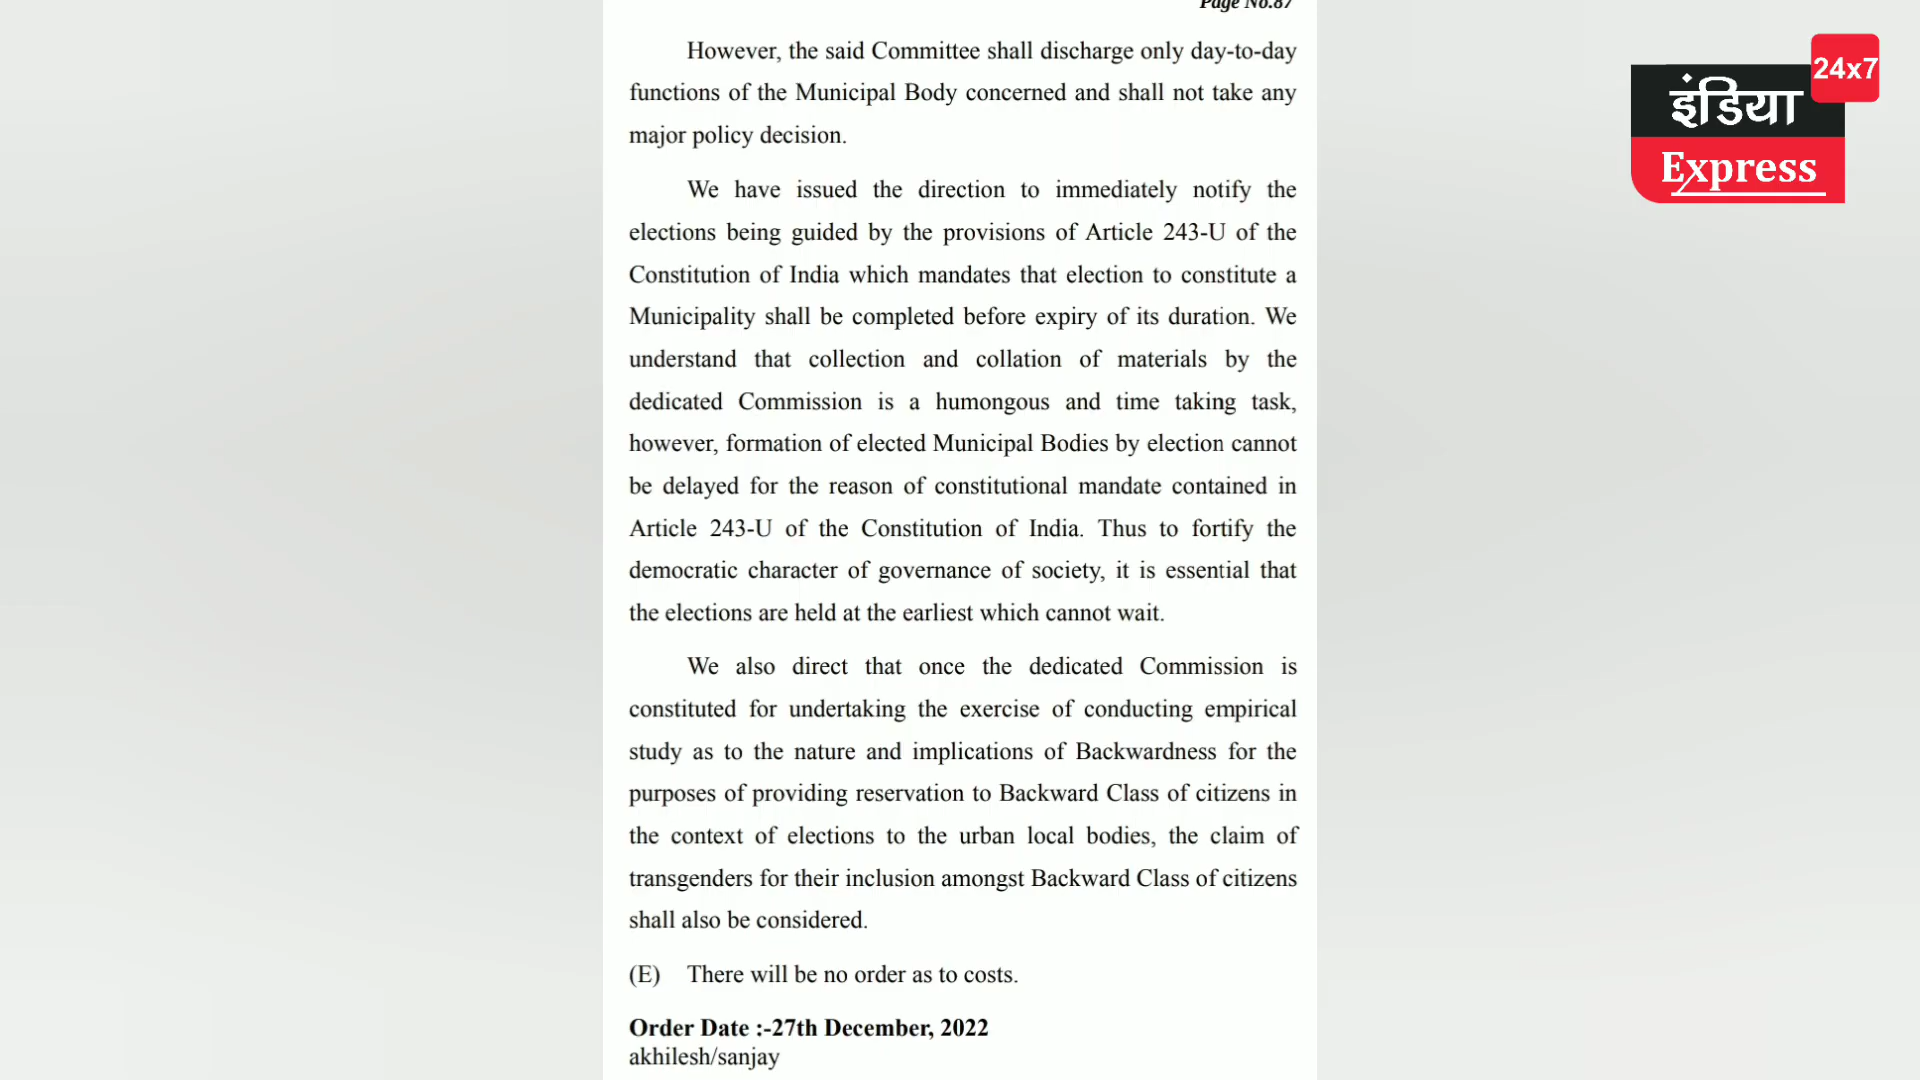 Page No.87
However, the said Committee shall discharge only day-to-day
functions of the Municipal Body concerned and shall not take any
major policy decision.
We have issued the direction to immediately notify the
elections being guided by the provisions of Article 243-U of the
Constitution of India which mandates that election to constitute a
Municipality shall be completed before expiry of its duration. We
understand that collection and collation of materials by the
dedicated Commission is a humongous and time taking task,
however, formation of elected Municipal Bodies by election cannot
be delayed for the reason of constitutional mandate contained in
Article 243-U of the Constitution of India. Thus to fortify the
democratic character of governance of society, it is essential that
the elections are held at the earliest which cannot wait.
We also direct that once the dedicated Commission is
constituted for undertaking the exercise of conducting empirical
study as to the nature and implications of Backwardness for the
purposes of providing reservation to Backward Class of citizens in
the context of elections to the urban local bodies, the claim of
transgenders for their inclusion amongst Backward Class of citizens
shall also be considered.
(E) There will be no order as to costs.
Order Date :-27th December, 2022
akhilesh/sanjay
24x7
इंडिया
Express